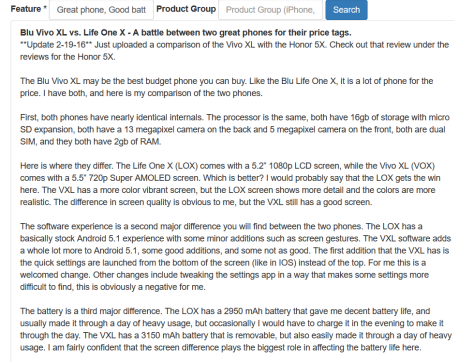 Feature * Great phone, Good batt Product Group Product Group (iPhone, Search
Blu Vivo XL vs. Life One X - A battle between two great phones for their price tags.
**Update 2-19-16** Just uploaded a comparison of the Vivo XL with the Honor 5X. Check out that review under the
reviews for the Honor 5X.
The Blu Vivo XL may be the best budget phone you can buy. Like the Blu Life One X, it is a lot of phone for the
price. I have both, and here is my comparison of the two phones.
First, both phones have nearly identical internals. The processor is the same, both have 16gb of storage with micro
SD expansion, both have a 13 megapixel camera on the back and 5 megapixel camera on the front, both are dual
SIM, and they both have 2gb of RAM.
Here is where they differ. The Life One X (LOX) comes with a 5.2" 1080p LCD screen, while the Vivo XL (VOX)
comes with a 5.5" 720p Super AMOLED screen. Which is better? I would probably say that the LOX gets the win
here. The VXL has a more color vibrant screen, but the LOX screen shows more detail and the colors are more
realistic. The difference in screen quality is obvious to me, but the VXL still has a good screen.
The software experience is a second major difference you will find between the two phones. The LOX has a
basically stock Android 5.1 experience with some minor additions such as screen gestures. The VXL software adds
a whole lot more to Android 5.1, some good additions, and some not as good. The first addition that the VXL has is
the quick settings are launched from the bottom of the screen (like in IOS) instead of the top. For me this is a
welcomed change. Other changes include tweaking the settings app in a way that makes some settings more
difficult to find, this is obviously a negative for me.
The battery is a third major difference. The LOX has a 2950 mAh battery that gave me decent battery life, and
usually made it through a day of heavy usage, but occasionally I would have to charge it in the evening to make it
through the day. The VXL has a 3150 mAh battery that is removable, but also easily made it through a day of heavy
usage. I am fairly confident that the screen difference plays the biggest role in affecting the battery life here.